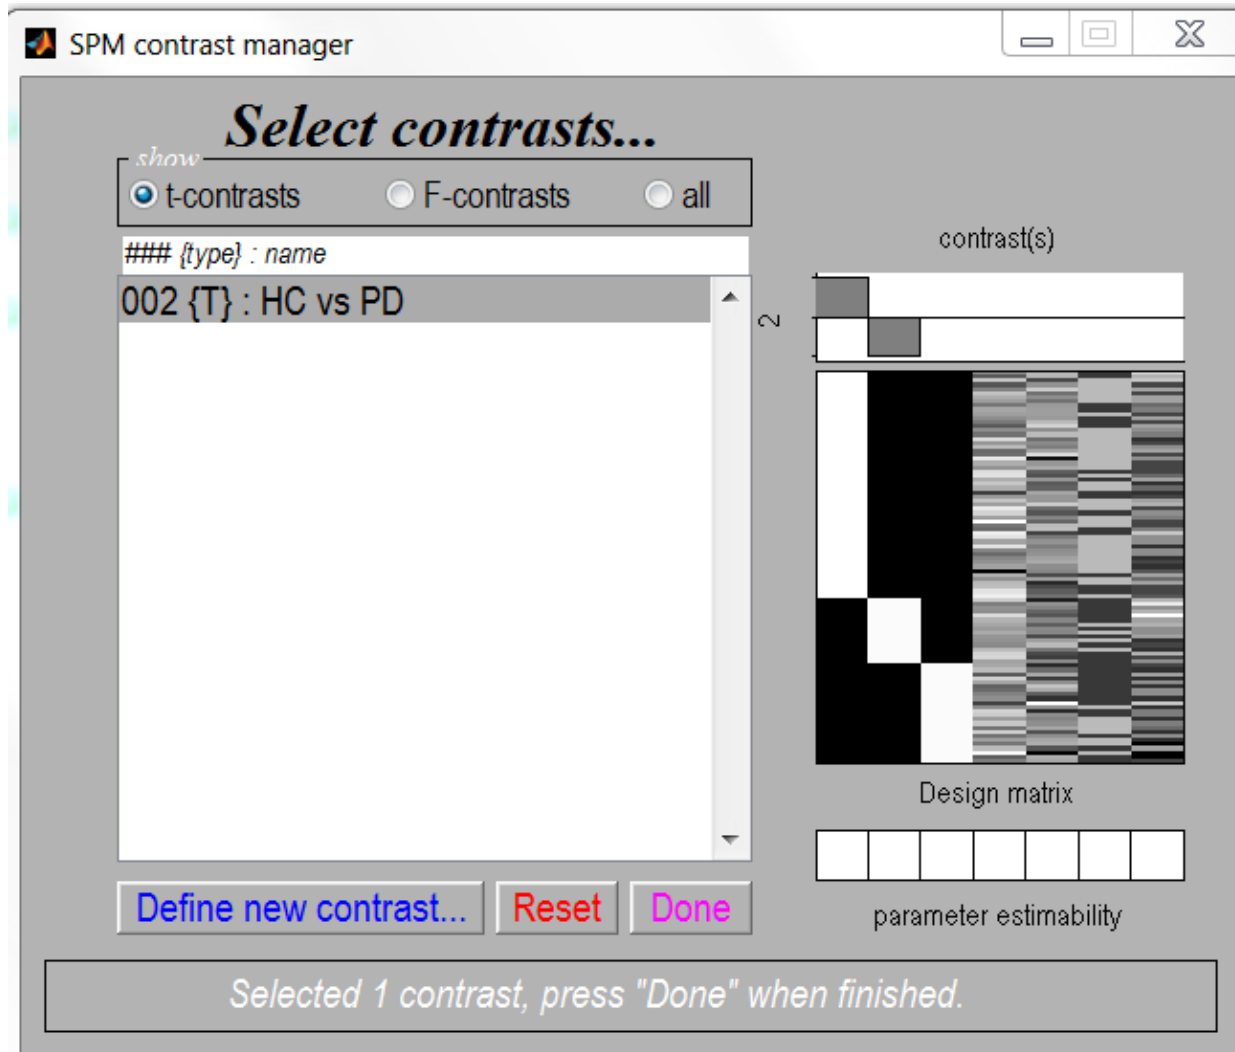 SPM contrast manager
Select contrasts...
show
t-contrasts F-contrasts all
### {type} : name
002 {T} : HC vs PD
contrast(s)
2
Design matrix
parameter estimability
Define new contrast... Reset Done
Selected 1 contrast, press "Done" when finished.